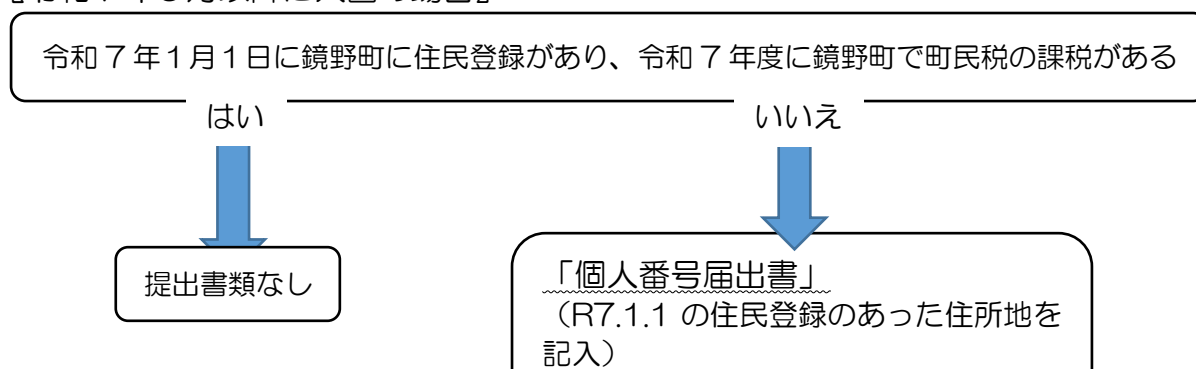 令和７年１月１日に鏡野町に住民登録があり、令和７年度に鏡野町で町民税の課税がある
はい
いいえ
提出書類なし
「個人番号届出書」
（R7.1.1 の住民登録のあった住所地を
記入）